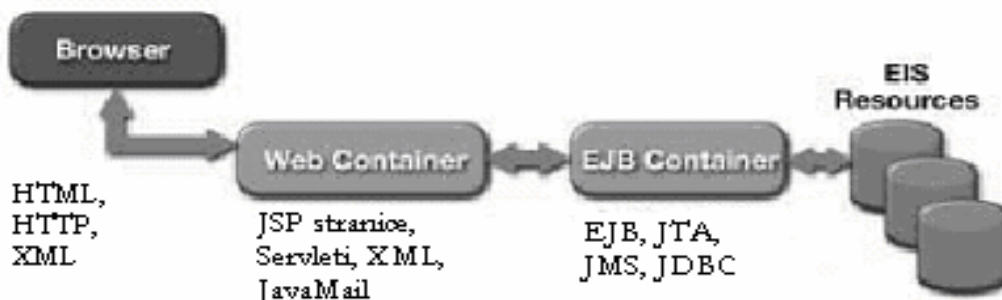 Browser
EIS
Resources
Web Container
EJB Container
HTML,
HTTP,
XML
JSP stranice,
Servleti, XML,
JavaMail
EJB, JTA,
JMS, JDBC